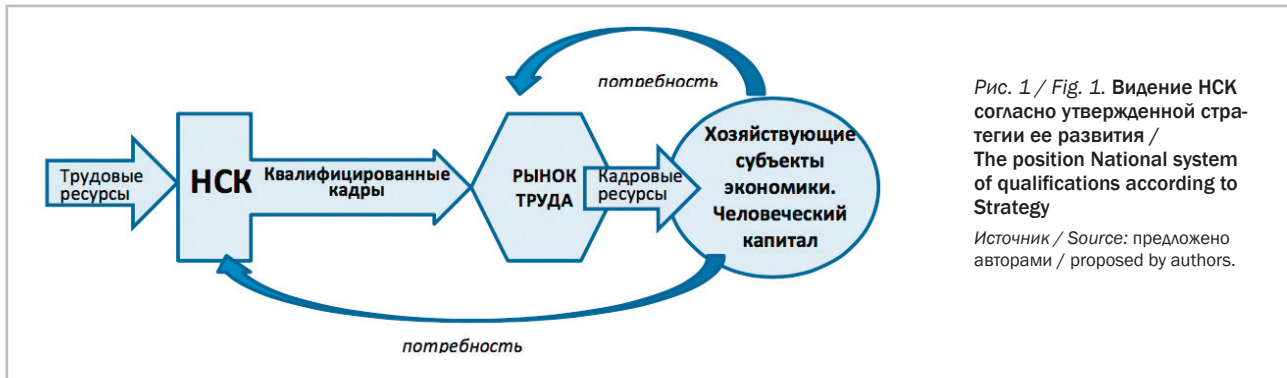 потребность
Трудовые
ресурсы
НСК
Квалифицированные
кадры
РЫНОК
ТРУДА
Кадровые
ресурсы
Хозяйствующие
субъекты
экономики.
Человеческий
капитал
потребность
Рис. 1 / Fig. 1. Видение НСК
согласно утвержденной стра-
тегии ее развития /
The position National system
of qualifications according to
Strategy
Источник / Source: предложено
авторами / proposed by authors.